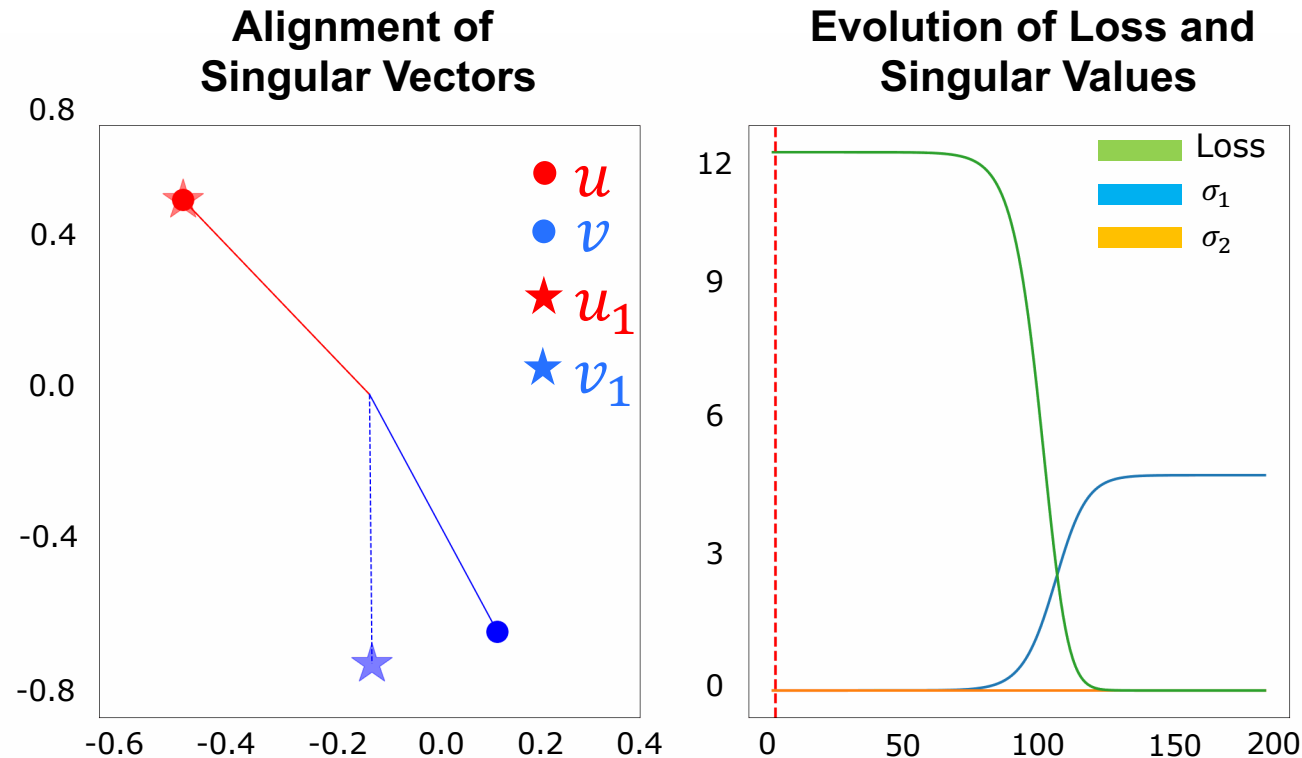 Alignment of
Singular Vectors
0.8
0.4
0.0
-0.4
-0.8
-0.6 -0.4 -0.2 0.0 0.2 0.4
u
v
u₁
v₁
Evolution of Loss and
Singular Values
12
9
6
3
0
0 50 100 150 200
Loss
σ₁
σ₂